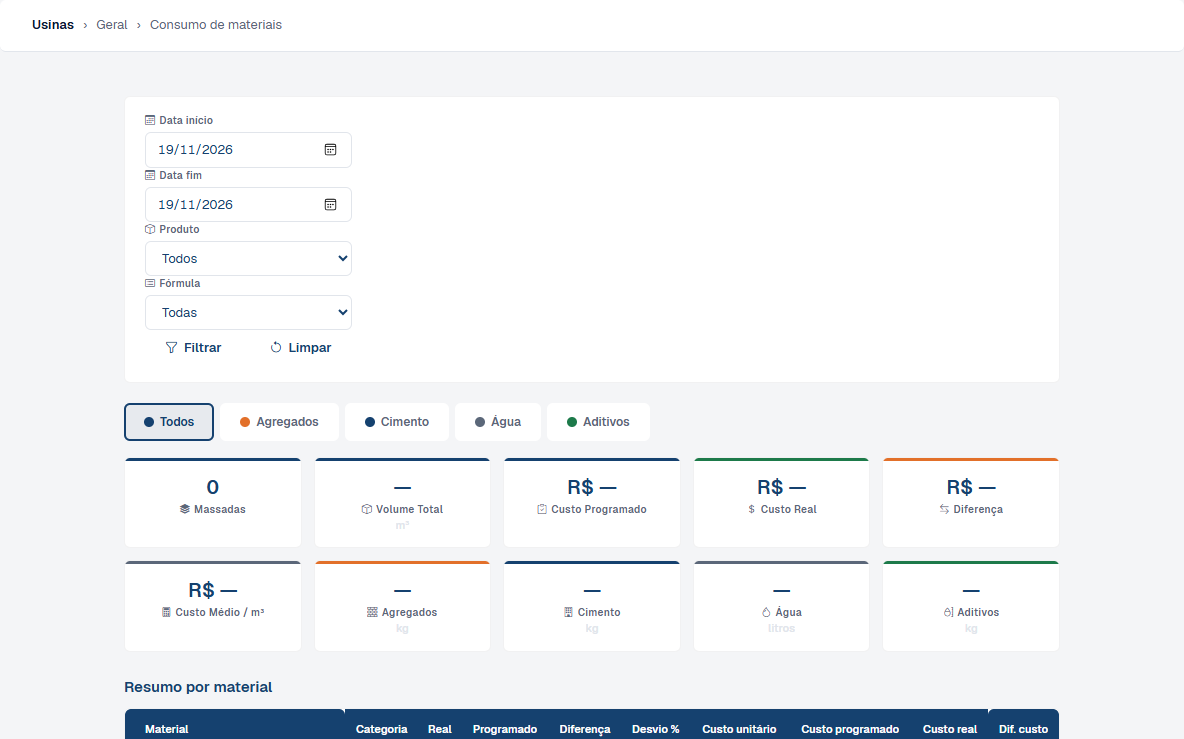 Usinas › Geral › Consumo de materiais
Data início
19/11/2026
Data fim
19/11/2026
Produto
Todos
Fórmula
Todas
Filtrar Limpar
Todos Agregados Cimento Água Aditivos
0 — R$ — R$ — R$ —
Massadas Volume Total Custo Programado $ Custo Real Diferença
m³
R$ — — — — —
Custo Médio / m³ Agregados Cimento Água Aditivos
kg kg litros kg
Resumo por material
Material Categoria Real Programado Diferença Desvio % Custo unitário Custo programado Custo real Dif. custo